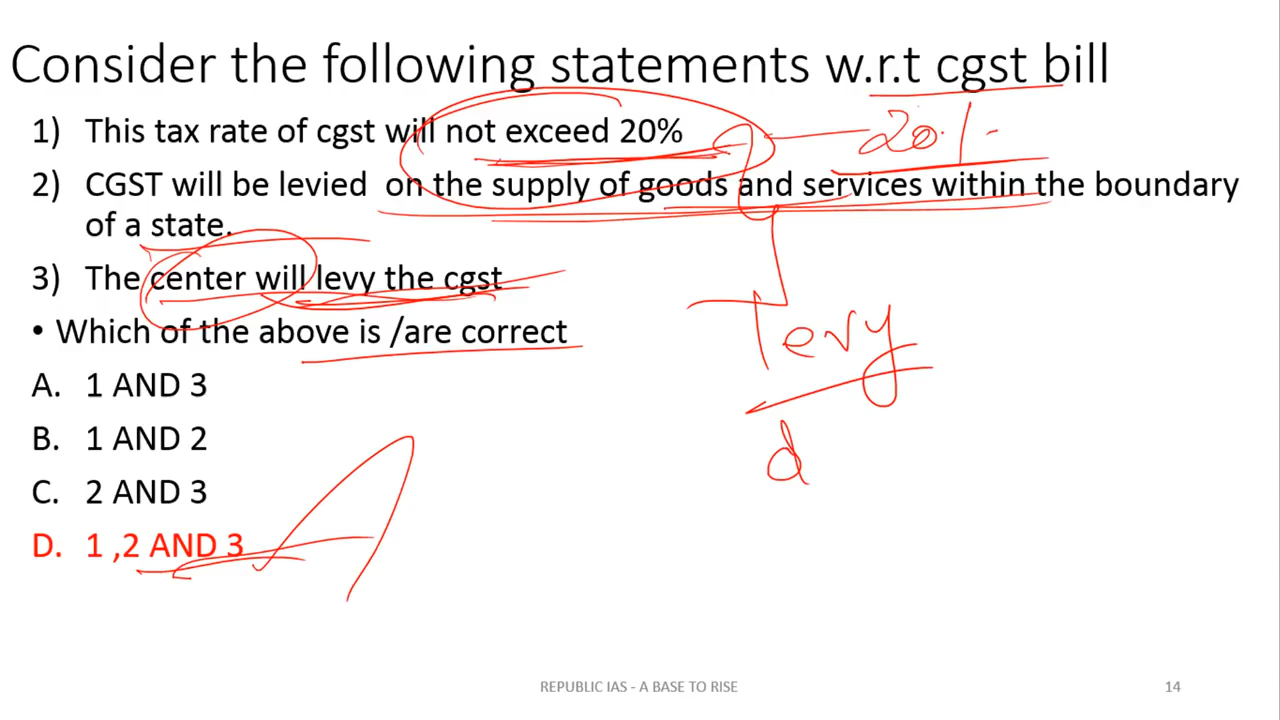 Consider the following statements w.r.t cgst bill
1) This tax rate of cgst will not exceed 20%
20%
2) CGST will be levied on the supply of goods and services within the boundary
of a state.
3) The center will levy the cgst
levy
• Which of the above is /are correct
A. 1 AND 3
B. 1 AND 2
d
C. 2 AND 3
D. 1 ,2 AND 3
REPUBLIC IAS - A BASE TO RISE
14